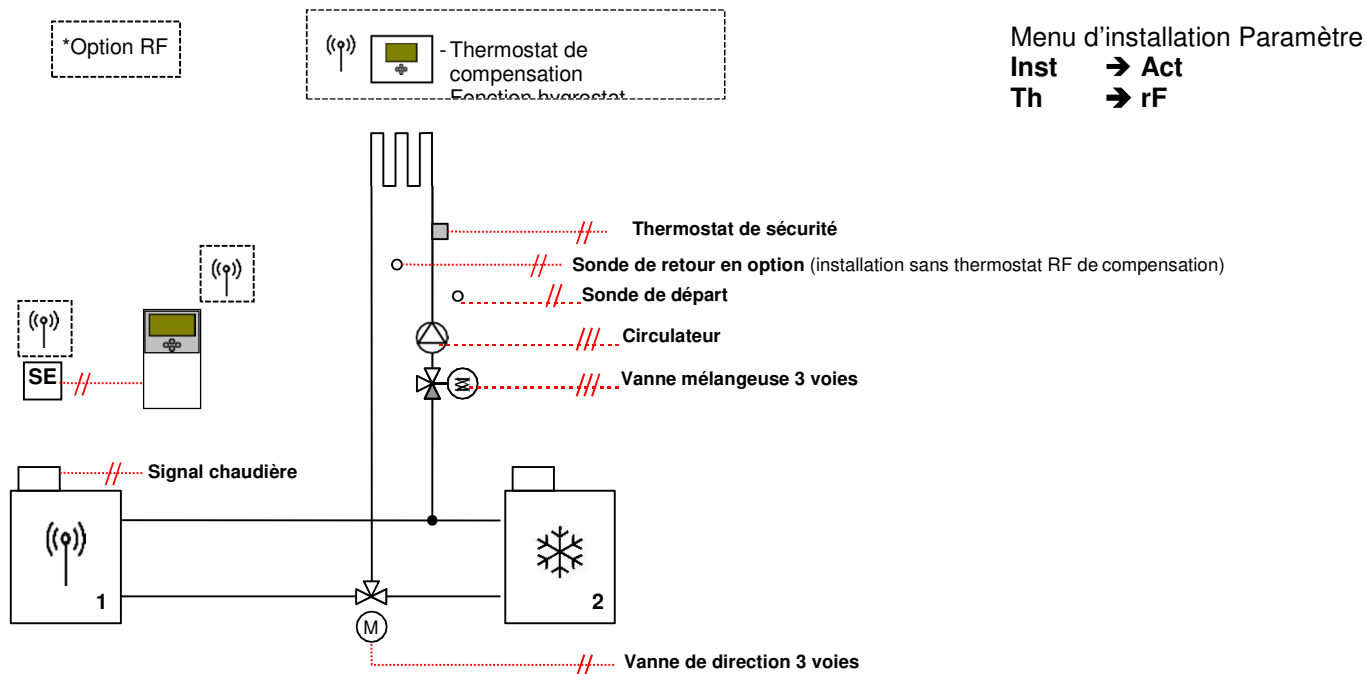 *Option RF
- Thermostat de
compensation
Fonction hygrostat
Menu d'installation Paramètre
Inst ➔ Act
Th ➔ rF
Thermostat de sécurité
Sonde de retour en option (installation sans thermostat RF de compensation)
Sonde de départ
Circulateur
Vanne mélangeuse 3 voies
SE
Signal chaudière
1
2
M
Vanne de direction 3 voies